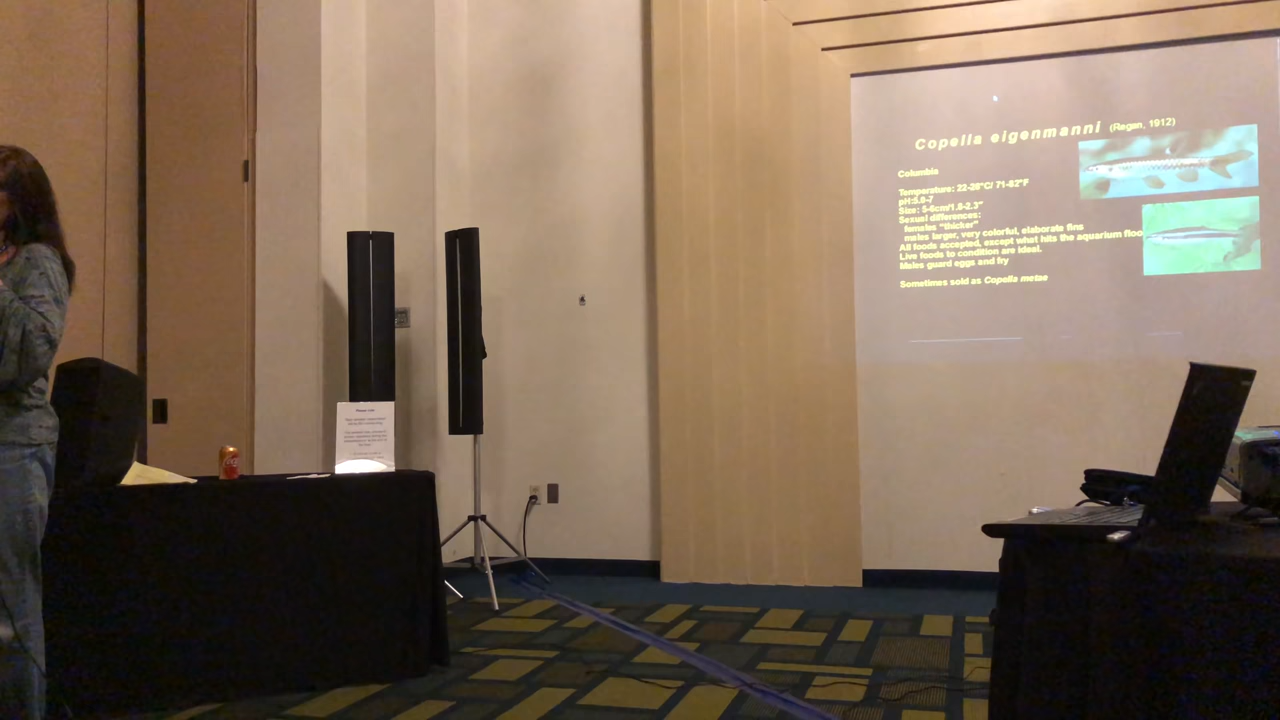 Copella eigenmanni (Regan, 1912)
Columbia
Temperature: 22-28°C/ 71-82°F
pH:5.0-7
Size: 5-6cm/1.8-2.3"
Sexual differences:
females "thicker"
males larger, very colorful, elaborate fins
All foods accepted, except what hits the aquarium floo
Live foods to condition are ideal.
Males guard eggs and fry
Sometimes sold as Copella metae